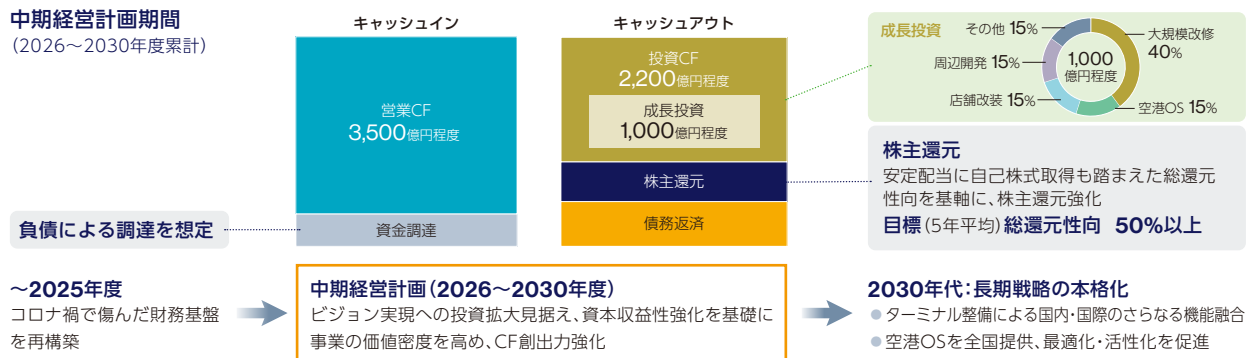 中期経営計画期間
(2026～2030年度累計)
キャッシュイン
営業CF
3,500億円程度
資金調達
負債による調達を想定
キャッシュアウト
投資CF
2,200億円程度
成長投資
1,000億円程度
株主還元
債務返済
成長投資
その他 15%
周辺開発 15%
店舗改装 15%
大規模改修
40%
空港OS 15%
1,000
億円程度
株主還元
安定配当に自己株式取得も踏まえた総還元
性向を基軸に、株主還元強化
目標(5年平均)総還元性向 50%以上
～2025年度
コロナ禍で傷んだ財務基盤
を再構築
中期経営計画(2026～2030年度)
ビジョン実現への投資拡大見据え、資本収益性強化を基礎に
事業の価値密度を高め、CF創出力強化
2030年代:長期戦略の本格化
●ターミナル整備による国内・国際のさらなる機能融合
●空港OSを全国提供、最適化・活性化を促進